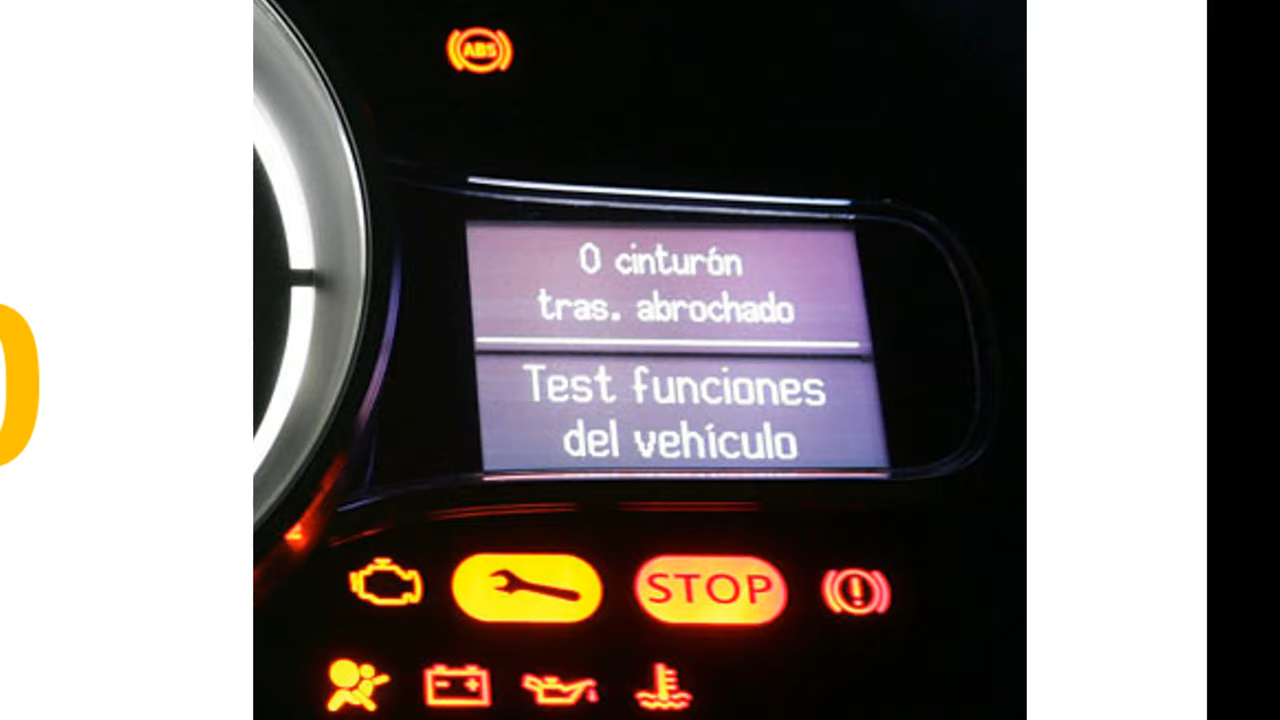 ABS
0 cinturón
tras. abrochado
Test funciones
del vehículo
STOP